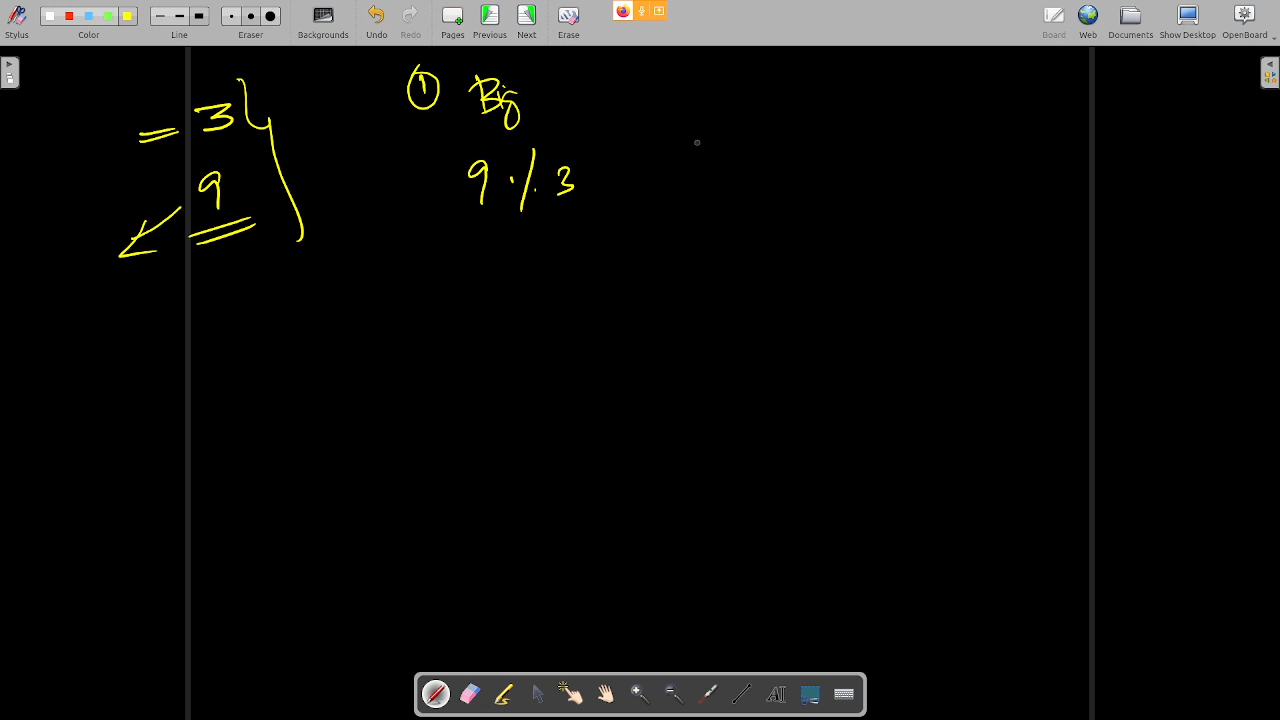 Stylus Color Line Eraser Backgrounds Undo Redo Pages Previous Next Erase Board Web Documents Show Desktop OpenBoard
① Big
= 3
9 % 3
9